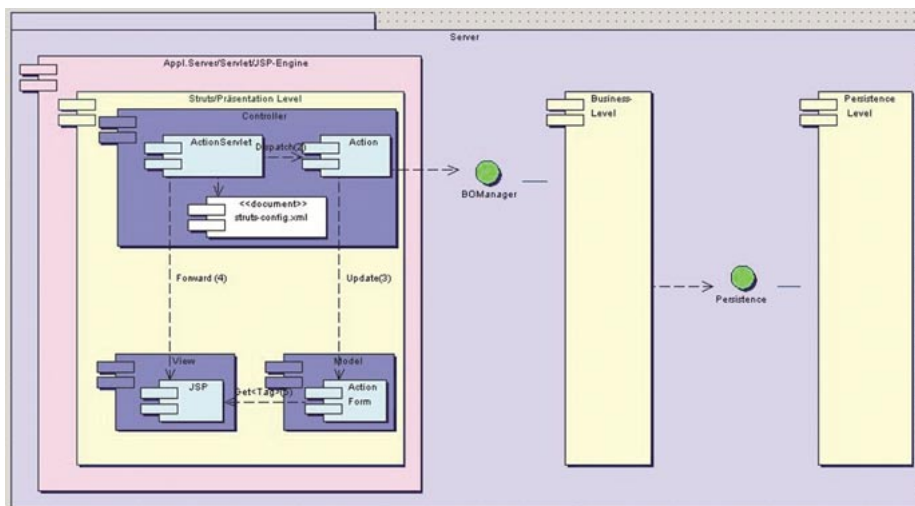 Server
Appl.Server/Servlet/JSP-Engine
Struts/Präsentation Level
Controller
ActionServlet
Dispatch(2)
Action
<<document>>
struts-config.xml
Forward (4)
Update(3)
View
JSP
Get<Tag>(5)
Model
Action
Form
BOManager
Business-
Level
Persistence
Persistence
Level